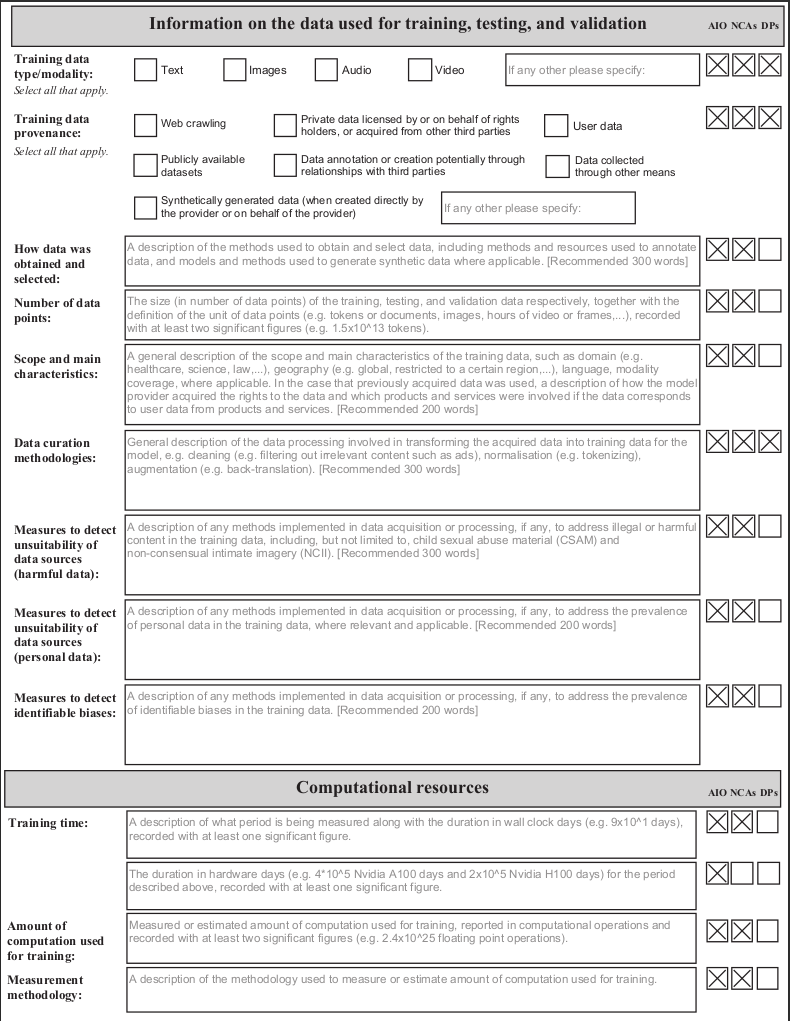 Information on the data used for training, testing, and validation
AIO NCAs DPs
Training data type/modality:
Select all that apply.
Text
Images
Audio
Video
If any other please specify:
Training data provenance:
Select all that apply.
Web crawling
Private data licensed by or on behalf of rights
holders, or acquired from other third parties
User data
Publicly available
datasets
Data annotation or creation potentially through
relationships with third parties
Data collected
through other means
Synthetically generated data (when created directly by
the provider or on behalf of the provider)
If any other please specify:
How data was
obtained and
selected:
A description of the methods used to obtain and select data, including methods and resources used to annotate
data, and models and methods used to generate synthetic data where applicable. [Recommended 300 words]
Number of data
points:
The size (in number of data points) of the training, testing, and validation data respectively, together with the
definition of the unit of data points (e.g. tokens or documents, images, hours of video or frames,...), recorded
with at least two significant figures (e.g. 1.5x10^13 tokens).
Scope and main
characteristics:
A general description of the scope and main characteristics of the training data, such as domain (e.g.
healthcare, science, law,...), geography (e.g. global, restricted to a certain region,...), language, modality
coverage, where applicable. In the case that previously acquired data was used, a description of how the model
provider acquired the rights to the data and which products and services were involved if the data corresponds
to user data from products and services. [Recommended 200 words]
Data curation
methodologies:
General description of the data processing involved in transforming the acquired data into training data for the
model, e.g. cleaning (e.g. filtering out irrelevant content such as ads), normalisation (e.g. tokenizing),
augmentation (e.g. back-translation). [Recommended 300 words]
Measures to detect
unsuitability of
data sources
(harmful data):
A description of any methods implemented in data acquisition or processing, if any, to address illegal or harmful
content in the training data, including, but not limited to, child sexual abuse material (CSAM) and
non-consensual intimate imagery (NCII). [Recommended 300 words]
Measures to detect
unsuitability of
data sources
(personal data):
A description of any methods implemented in data acquisition or processing, if any, to address the prevalence
of personal data in the training data, where relevant and applicable. [Recommended 200 words]
Measures to detect
identifiable biases:
A description of any methods implemented in data acquisition or processing, if any, to address the prevalence
of identifiable biases in the training data. [Recommended 200 words]
Computational resources
AIO NCAs DPs
Training time:
A description of what period is being measured along with the duration in wall clock days (e.g. 9x10^1 days),
recorded with at least one significant figure.
The duration in hardware days (e.g. 4*10^5 Nvidia A100 days and 2x10^5 Nvidia H100 days) for the period
described above, recorded with at least one significant figure.
Amount of
computation used
for training:
Measured or estimated amount of computation used for training, reported in computational operations and
recorded with at least two significant figures (e.g. 2.4x10^25 floating point operations).
Measurement
methodology:
A description of the methodology used to measure or estimate amount of computation used for training.